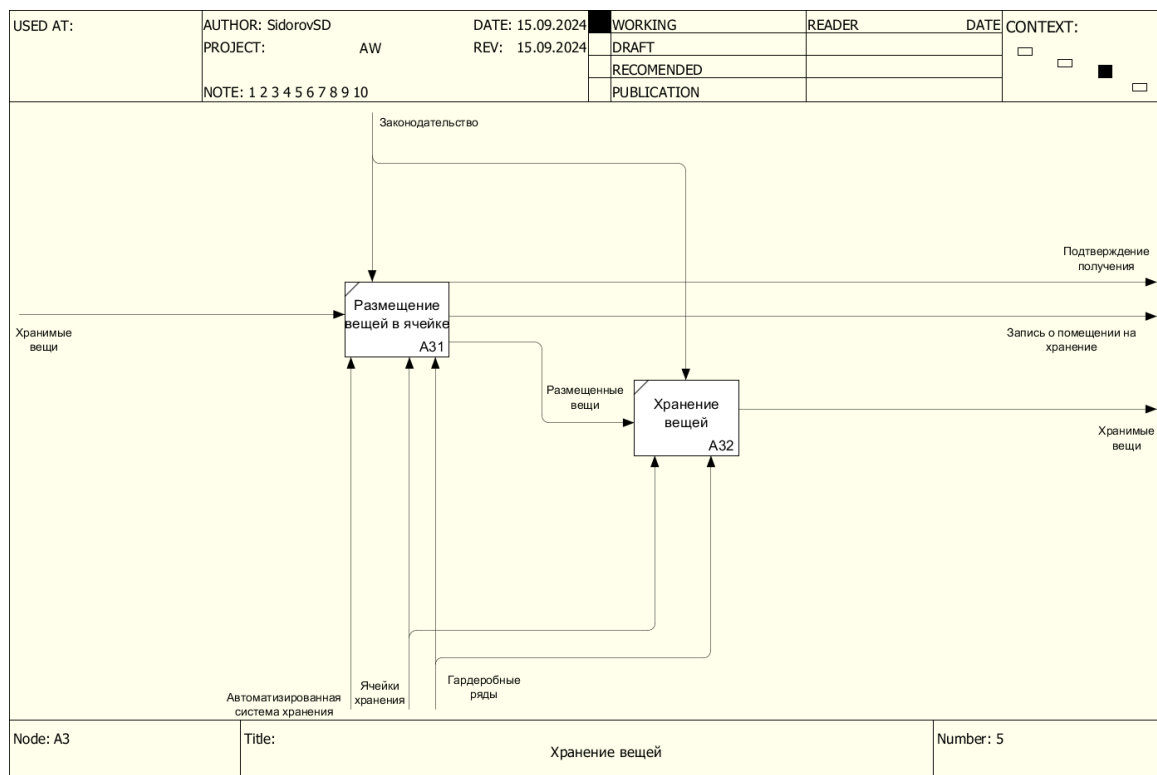 USED AT:
AUTHOR: SidorovSD
DATE: 15.09.2024
PROJECT: AW
REV: 15.09.2024
NOTE: 1 2 3 4 5 6 7 8 9 10
WORKING
DRAFT
RECOMENDED
PUBLICATION
READER
DATE
CONTEXT:
Законодательство
Подтверждение
получения
Размещение
вещей в ячейке
A31
Хранимые
вещи
Запись о помещении на
хранение
Размещенные
вещи
Хранение
вещей
A32
Хранимые
вещи
Автоматизированная
система хранения
Ячейки
хранения
Гардеробные
ряды
Node: A3
Title:
Хранение вещей
Number: 5